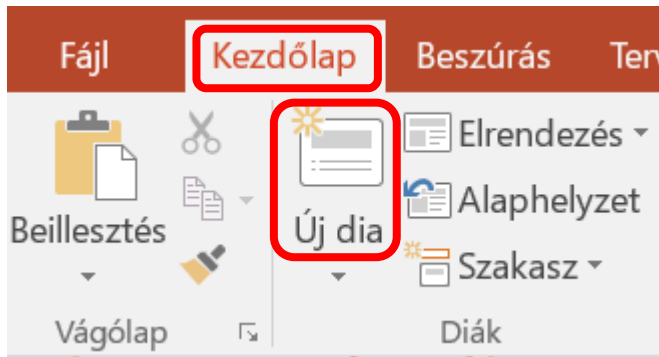 Fájl Kezdőlap Beszúrás
Elrendezés
Beillesztés Új dia Alaphelyzet
Szakasz
Vágólap Diák